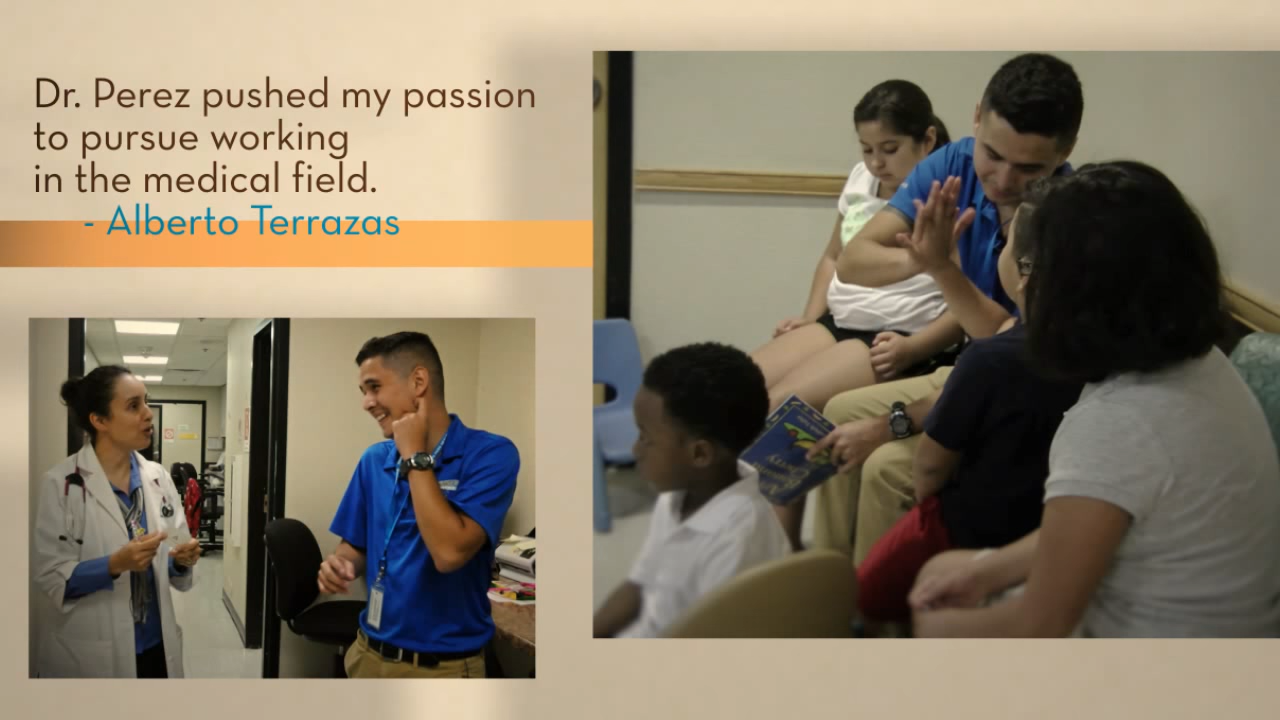 Dr. Perez pushed my passion
to pursue working
in the medical field.
- Alberto Terrazas